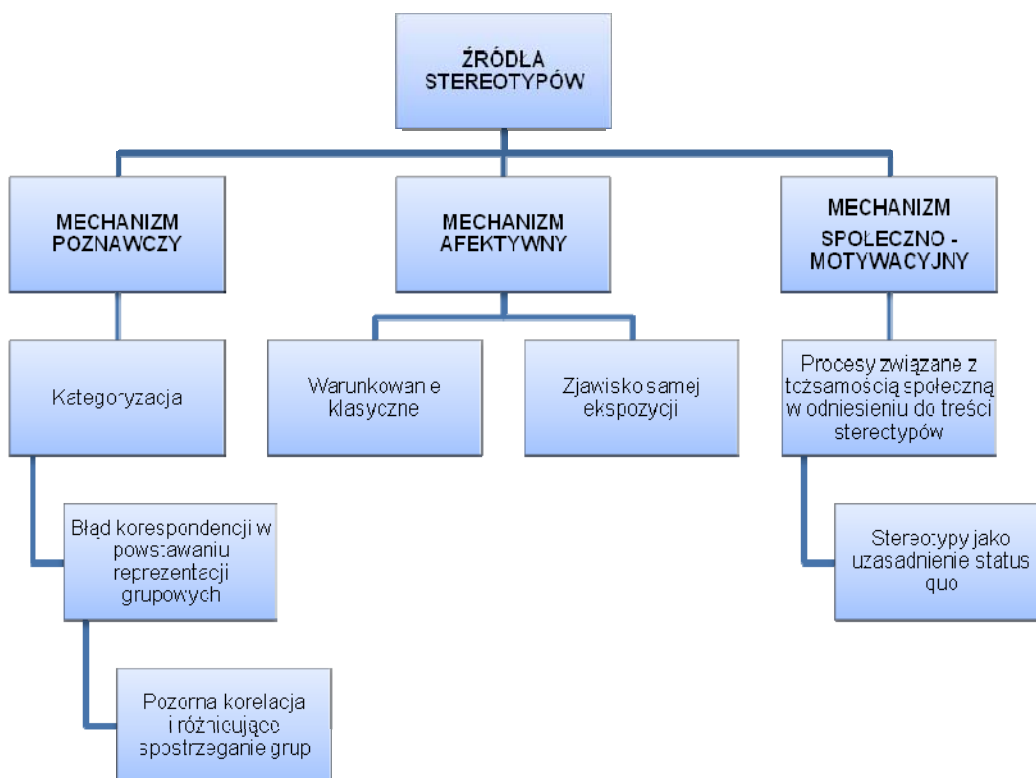 ŹRÓDŁA
STEREOTYPÓW
MECHANIZM
POZNAWCZY
MECHANIZM
AFEKTYWNY
MECHANIZM
SPOŁECZNO -
MOTYWACYJNY
Kategoryzacja
Warunkowanie
klasyczne
Zjawisko samej
ekspozycji
Procesy związane z
tożsamością społeczną
w odniesieniu do treści
sterectypów
Błąd korespondencji w
powstawaniu
reprezentacji
grupowych
Stereotypy jako
uzasadnienie status
quo
Pozorna korelacja
i różnicujące
spostrzeganie grup